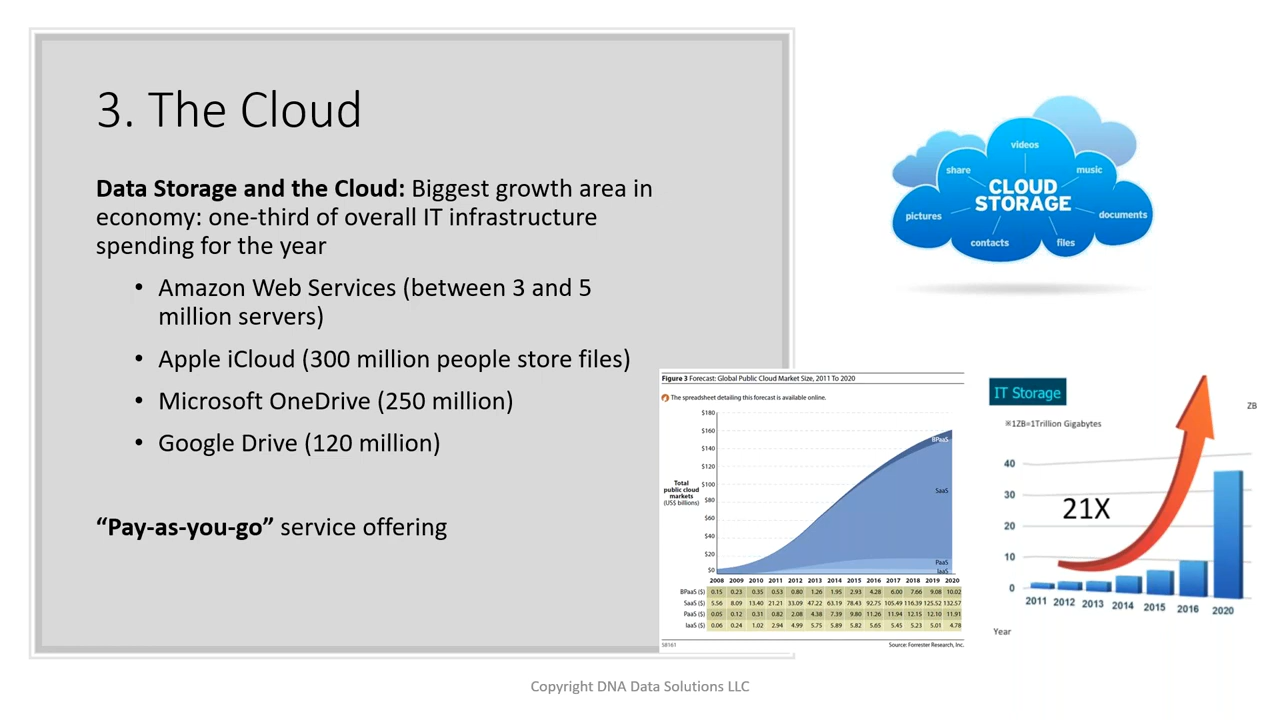 3. The Cloud
Data Storage and the Cloud: Biggest growth area in
economy: one-third of overall IT infrastructure
spending for the year
• Amazon Web Services (between 3 and 5
million servers)
• Apple iCloud (300 million people store files)
• Microsoft OneDrive (250 million)
• Google Drive (120 million)
“Pay-as-you-go” service offering
videos
share
music
CLOUD
STORAGE
pictures
documents
contacts
files
Figure 3 Forecast: Global Public Cloud Market Size, 2011 To 2020
The spreadsheet detailing this forecast is available online.
$180
$160
$140
$120
$100
$80
$60
$40
$20
$0
Total
public cloud
markets
(US$ billions)
BPaaS
SaaS
PaaS
IaaS
2008 2009 2010 2011 2012 2013 2014 2015 2016 2017 2018 2019 2020
BPaaS ($) 0.15 0.23 0.35 0.53 0.80 1.26 1.95 2.93 4.28 6.00 7.66 9.08 10.02
SaaS ($) 5.56 8.09 13.40 21.21 33.09 47.22 63.19 78.43 92.75 105.49 116.39 125.52 132.57
PaaS ($) 0.05 0.12 0.31 0.82 2.08 4.38 7.39 9.80 11.26 11.94 12.15 12.10 11.91
IaaS ($) 0.06 0.24 1.02 2.94 4.99 5.75 5.89 5.82 5.65 5.45 5.23 5.01 4.78
58161
Source: Forrester Research, Inc.
IT Storage
ZB
※1ZB=1Trillion Gigabytes
40
30
20
10
0
21X
2011 2012 2013 2014 2015 2016 2020
Year
Copyright DNA Data Solutions LLC